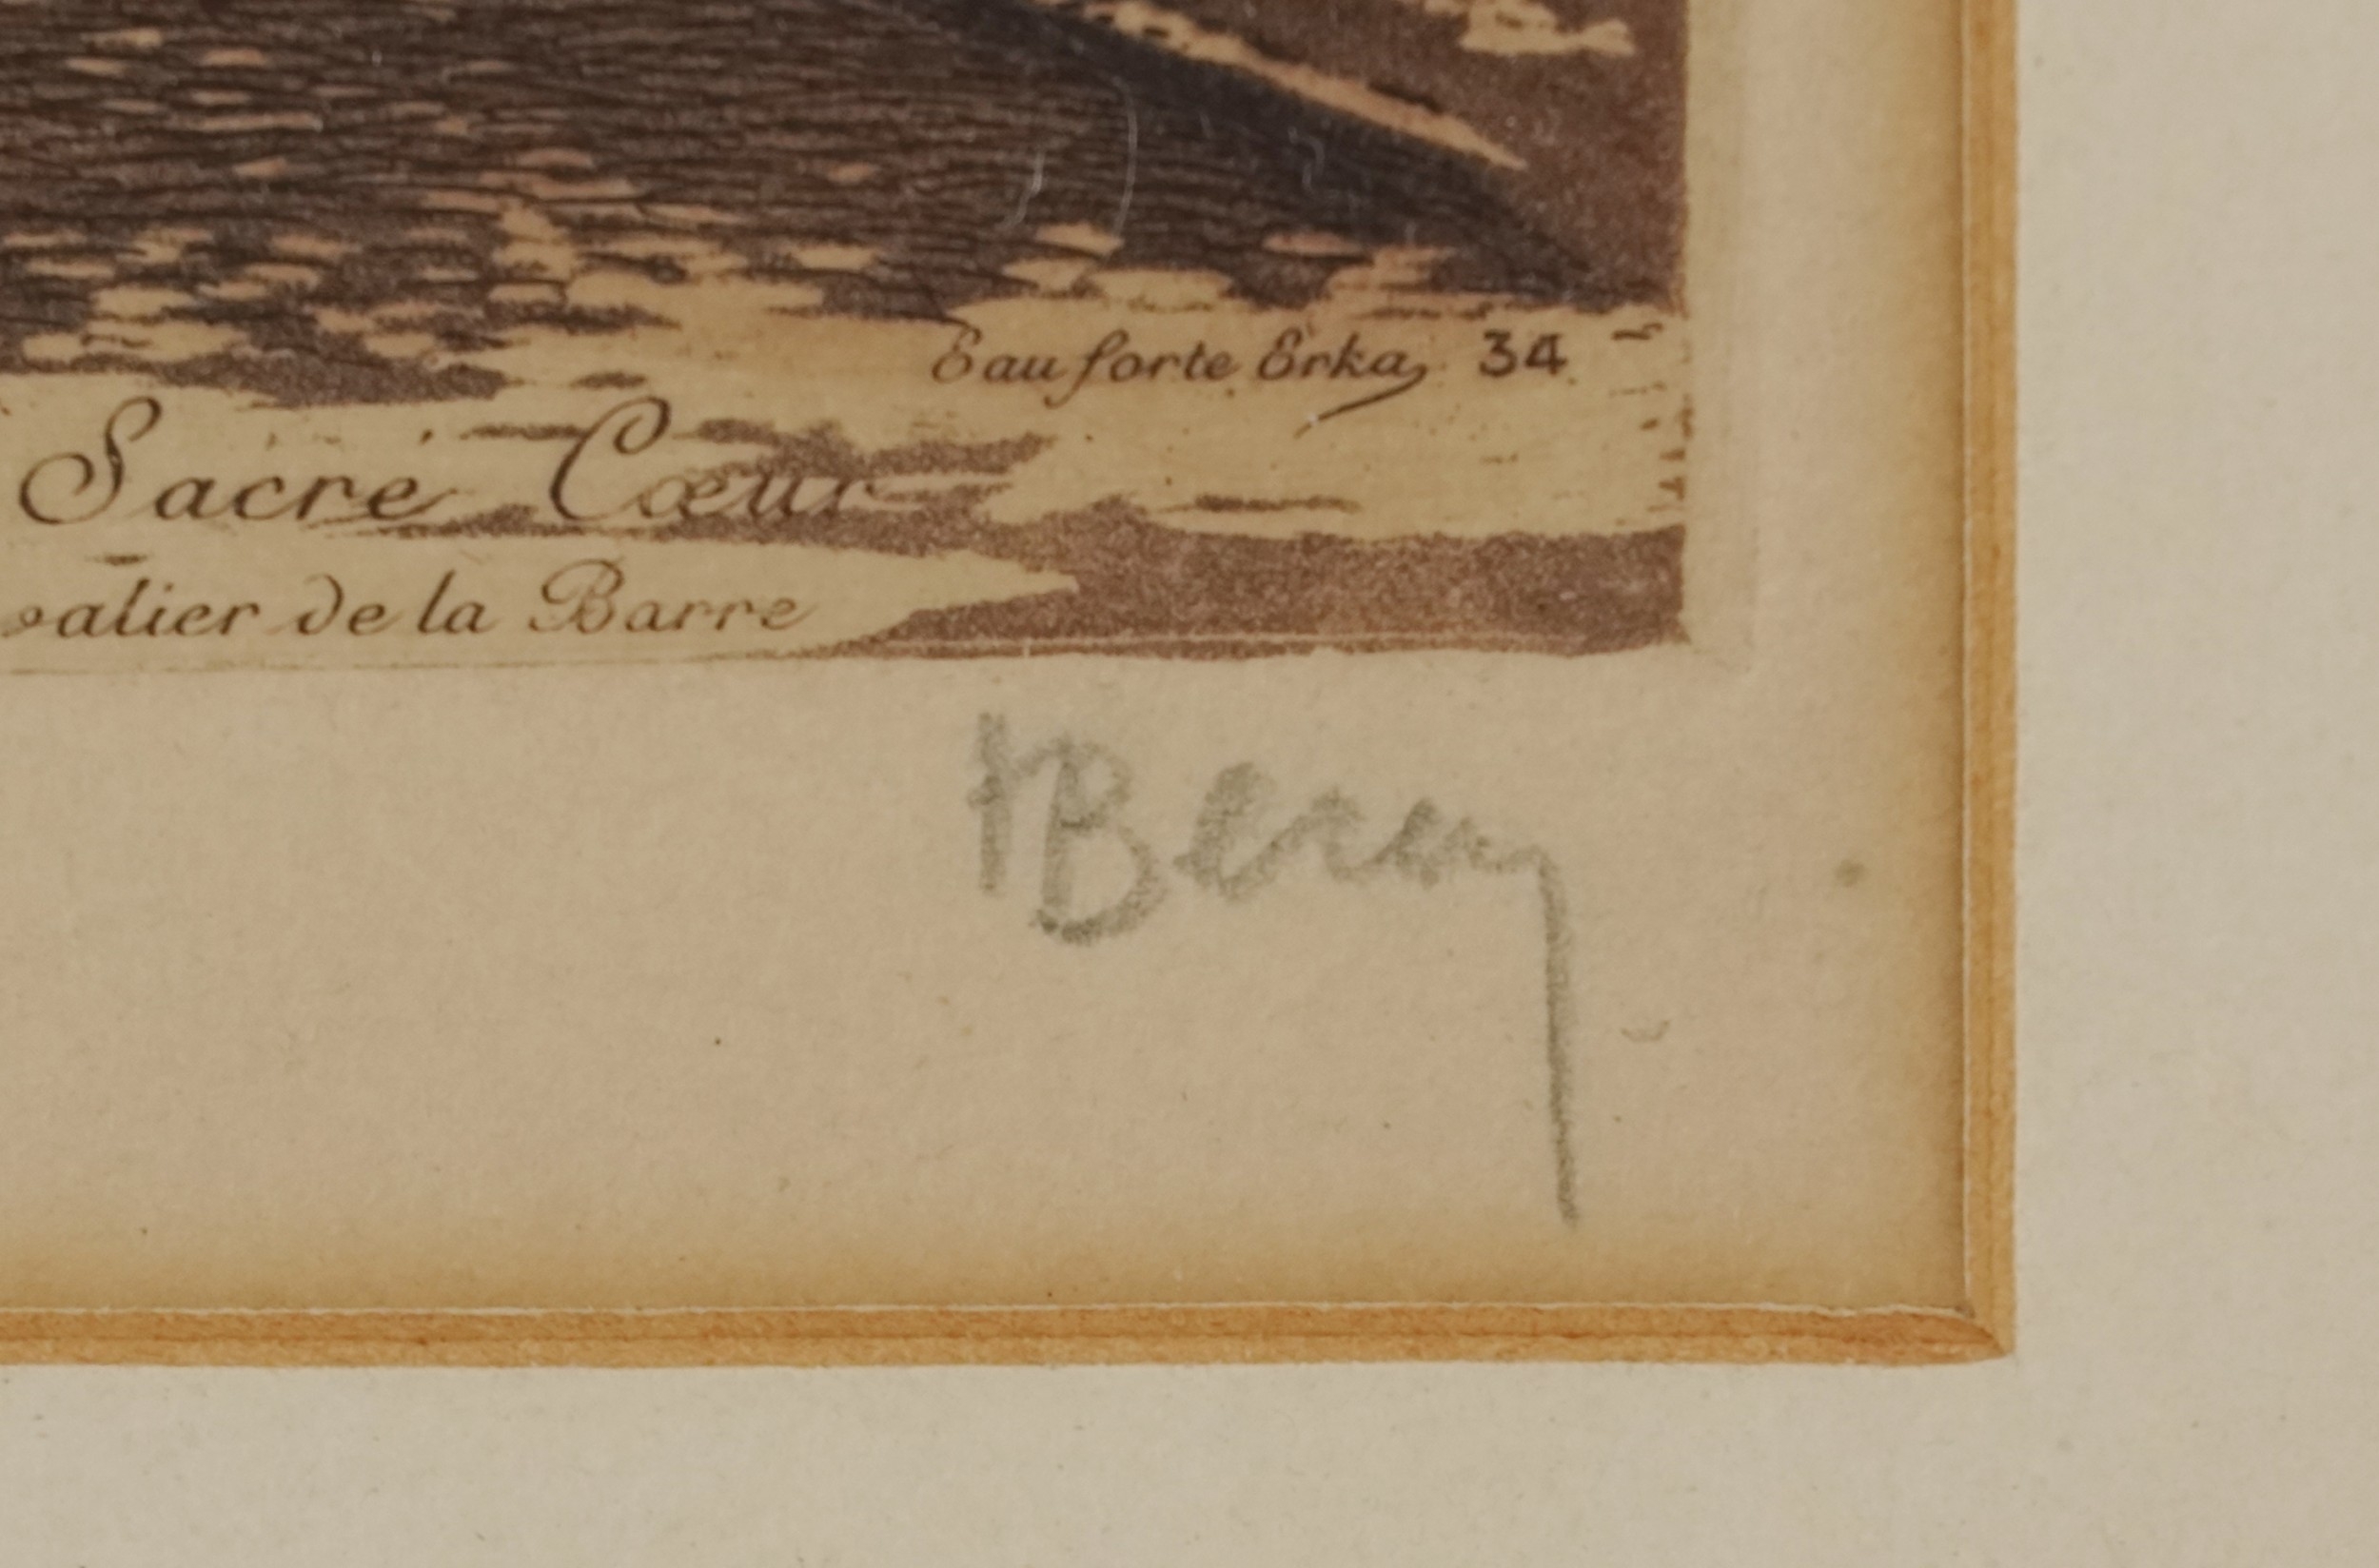 Eau forte Erka 34
Sacré Cœur
valier de la Barre